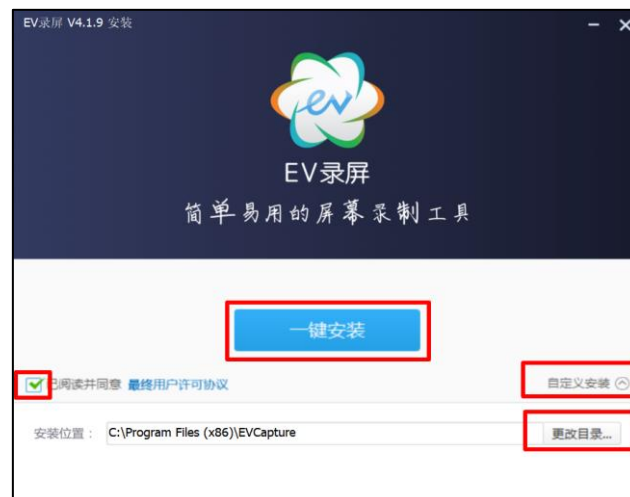 EV录屏 V4.1.9 安装
ev
EV录屏
简单易用的屏幕录制工具
一键安装
已阅读并同意 最终用户许可协议
自定义安装
安装位置： C:\Program Files (x86)\EVCapture 更改目录...